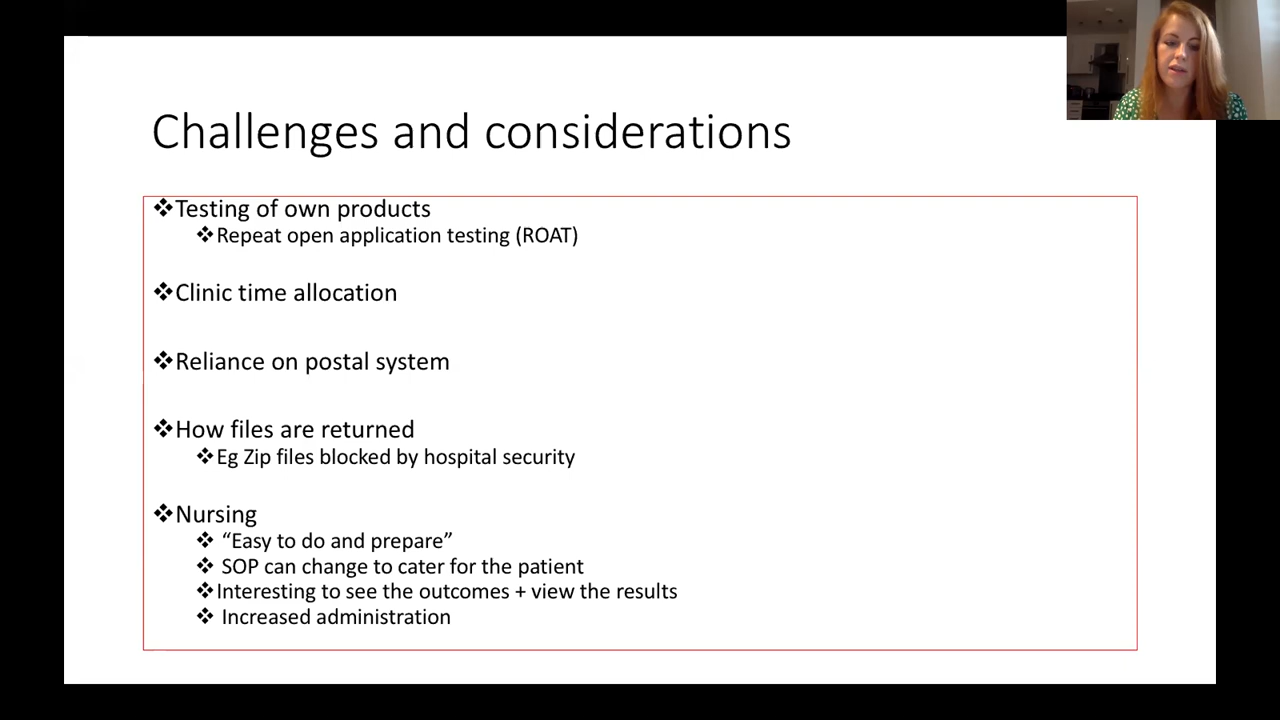 Challenges and considerations
❖Testing of own products
❖Repeat open application testing (ROAT)
❖Clinic time allocation
❖Reliance on postal system
❖How files are returned
❖Eg Zip files blocked by hospital security
❖Nursing
❖ “Easy to do and prepare”
❖ SOP can change to cater for the patient
❖Interesting to see the outcomes + view the results
❖ Increased administration